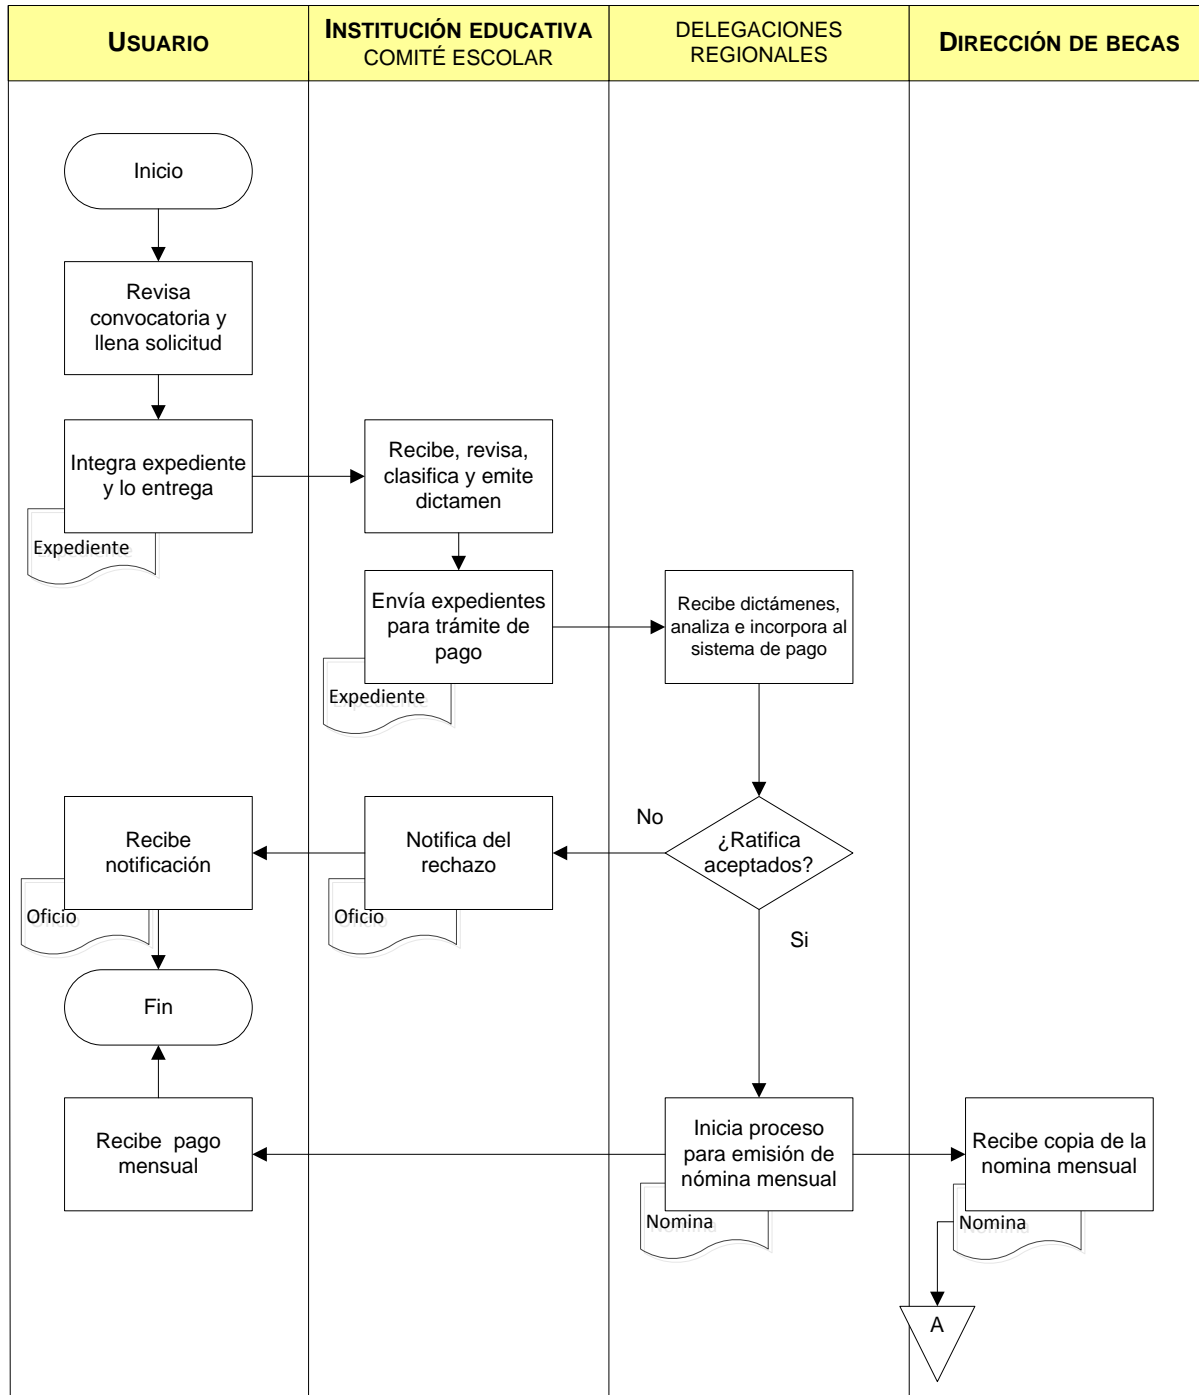 USUARIO
INSTITUCIÓN EDUCATIVA
COMITÉ ESCOLAR
DELEGACIONES
REGIONALES
DIRECCIÓN DE BECAS
Inicio
Revisa
convocatoria y
llena solicitud
Integra expediente
y lo entrega
Expediente
Recibe, revisa,
clasifica y emite
dictamen
Envía expedientes
para trámite de
pago
Expediente
Recibe dictámenes,
analiza e incorpora al
sistema de pago
¿Ratifica
aceptados?
No
Si
Notifica del
rechazo
Oficio
Recibe
notificación
Oficio
Fin
Recibe pago
mensual
Inicia proceso
para emisión de
nómina mensual
Nomina
Recibe copia de la
nomina mensual
Nomina
A